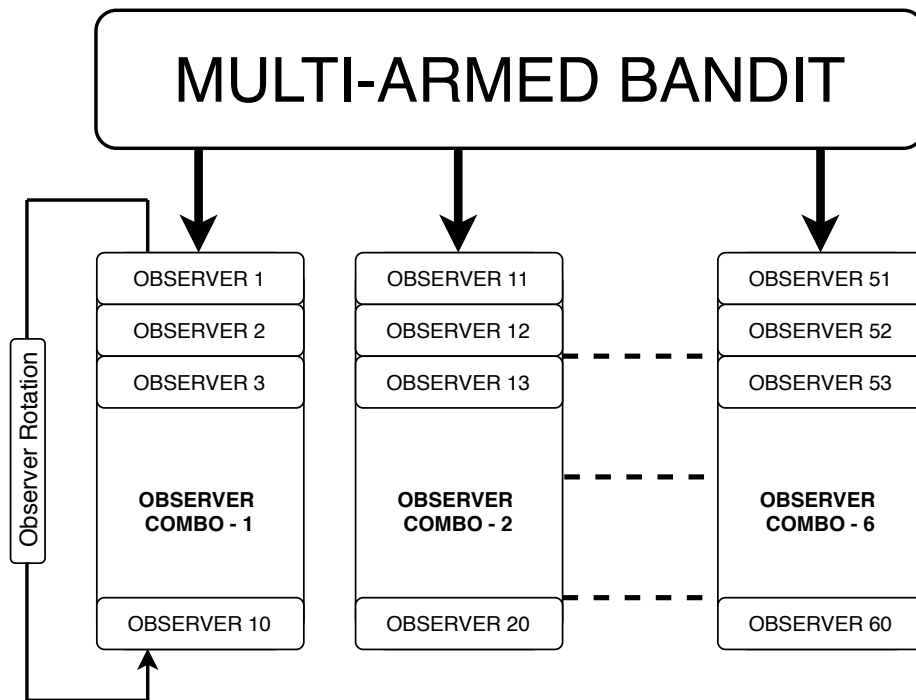 MULTI-ARMED BANDIT
Observer Rotation
OBSERVER 1
OBSERVER 2
OBSERVER 3
OBSERVER
COMBO - 1
OBSERVER 10
OBSERVER 11
OBSERVER 12
OBSERVER 13
OBSERVER
COMBO - 2
OBSERVER 20
OBSERVER 51
OBSERVER 52
OBSERVER 53
OBSERVER
COMBO - 6
OBSERVER 60